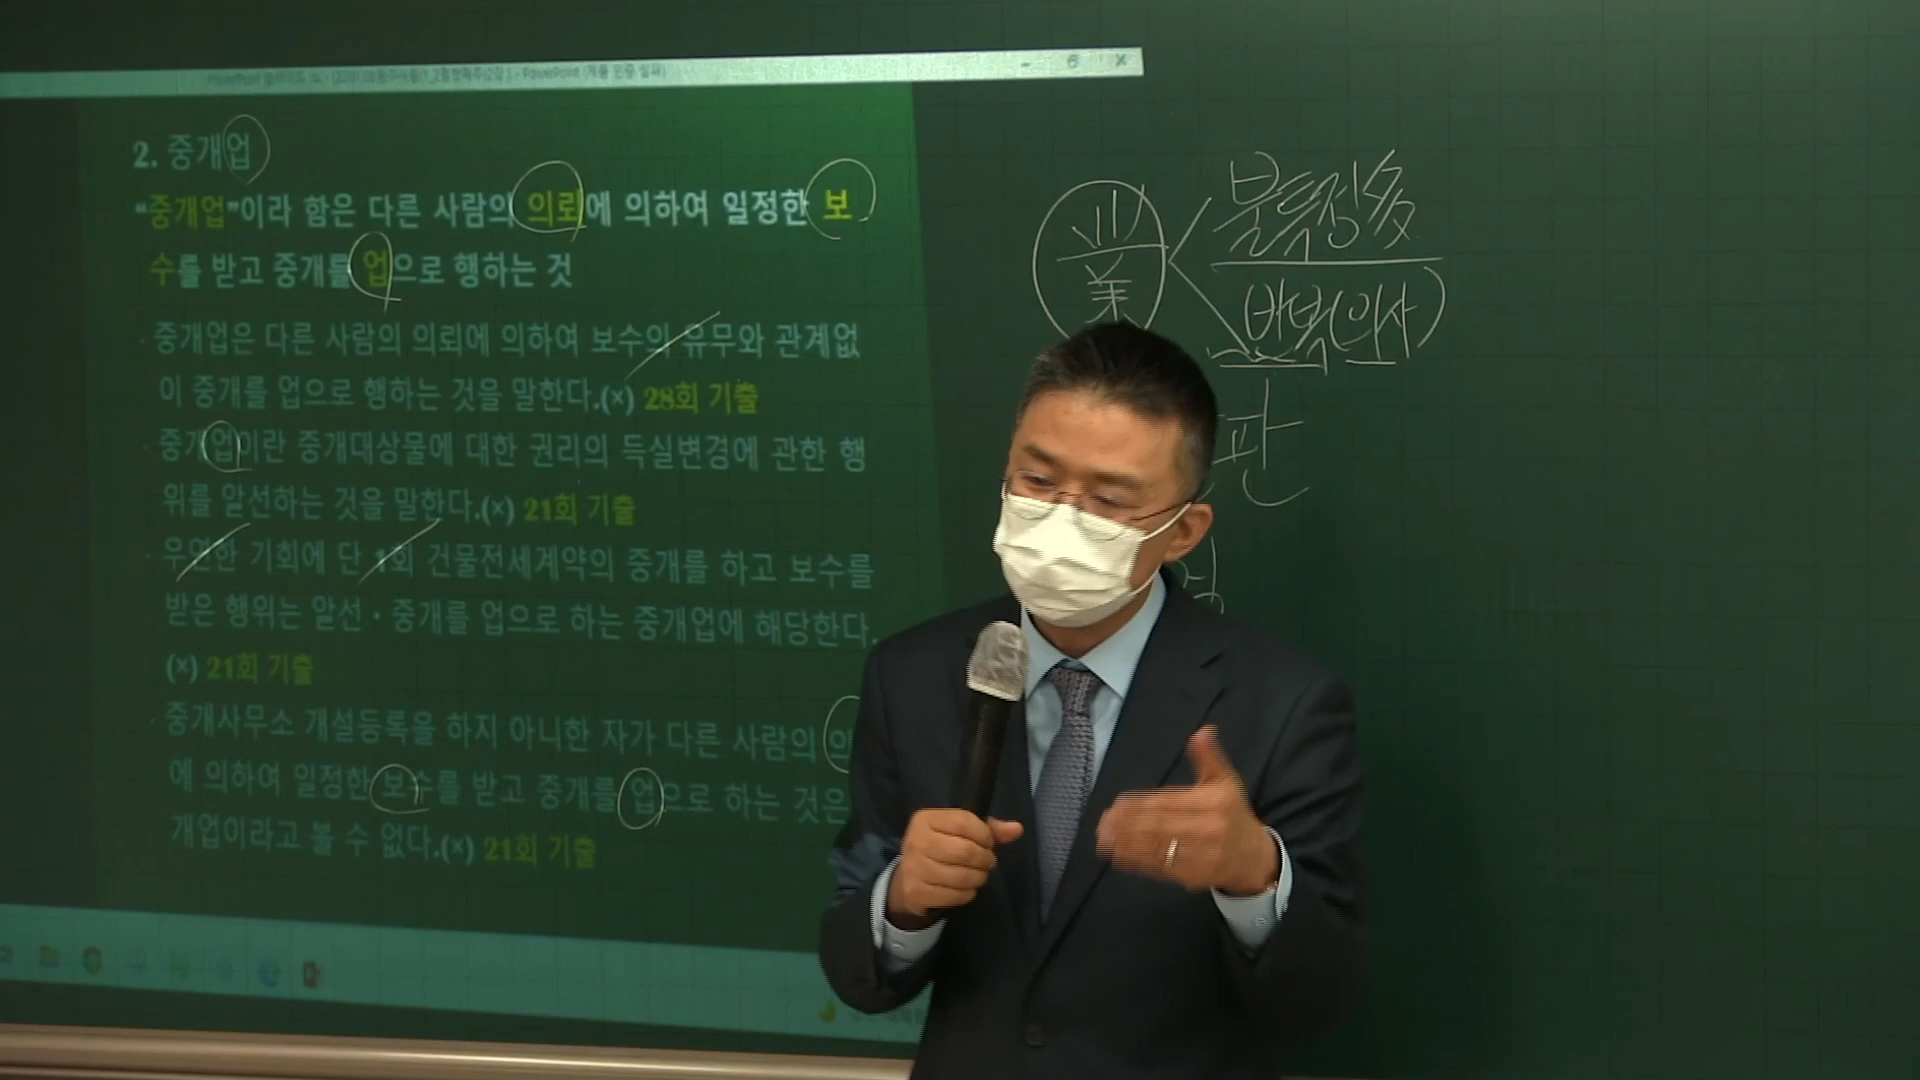 2. 중개업
“중개업”이라 함은 다른 사람의 의뢰에 의하여 일정한 보
수를 받고 중개를 업으로 행하는 것
· 중개업은 다른 사람의 의뢰에 의하여 보수의 유무와 관계없
이 중개를 업으로 행하는 것을 말한다.(×) 28회 기출
· 중개업이란 중개대상물에 대한 권리의 득실변경에 관한 행
위를 알선하는 것을 말한다.(×) 21회 기출
· 우연한 기회에 단 1회 건물전세계약의 중개를 하고 보수를
받은 행위는 알선·중개를 업으로 하는 중개업에 해당한다.
(×) 21회 기출
· 중개사무소 개설등록을 하지 아니한 자가 다른 사람의 의
에 의하여 일정한 보수를 받고 중개를 업으로 하는 것은
개업이라고 볼 수 없다.(×) 21회 기출
業
불특정多
반복(의사)
판